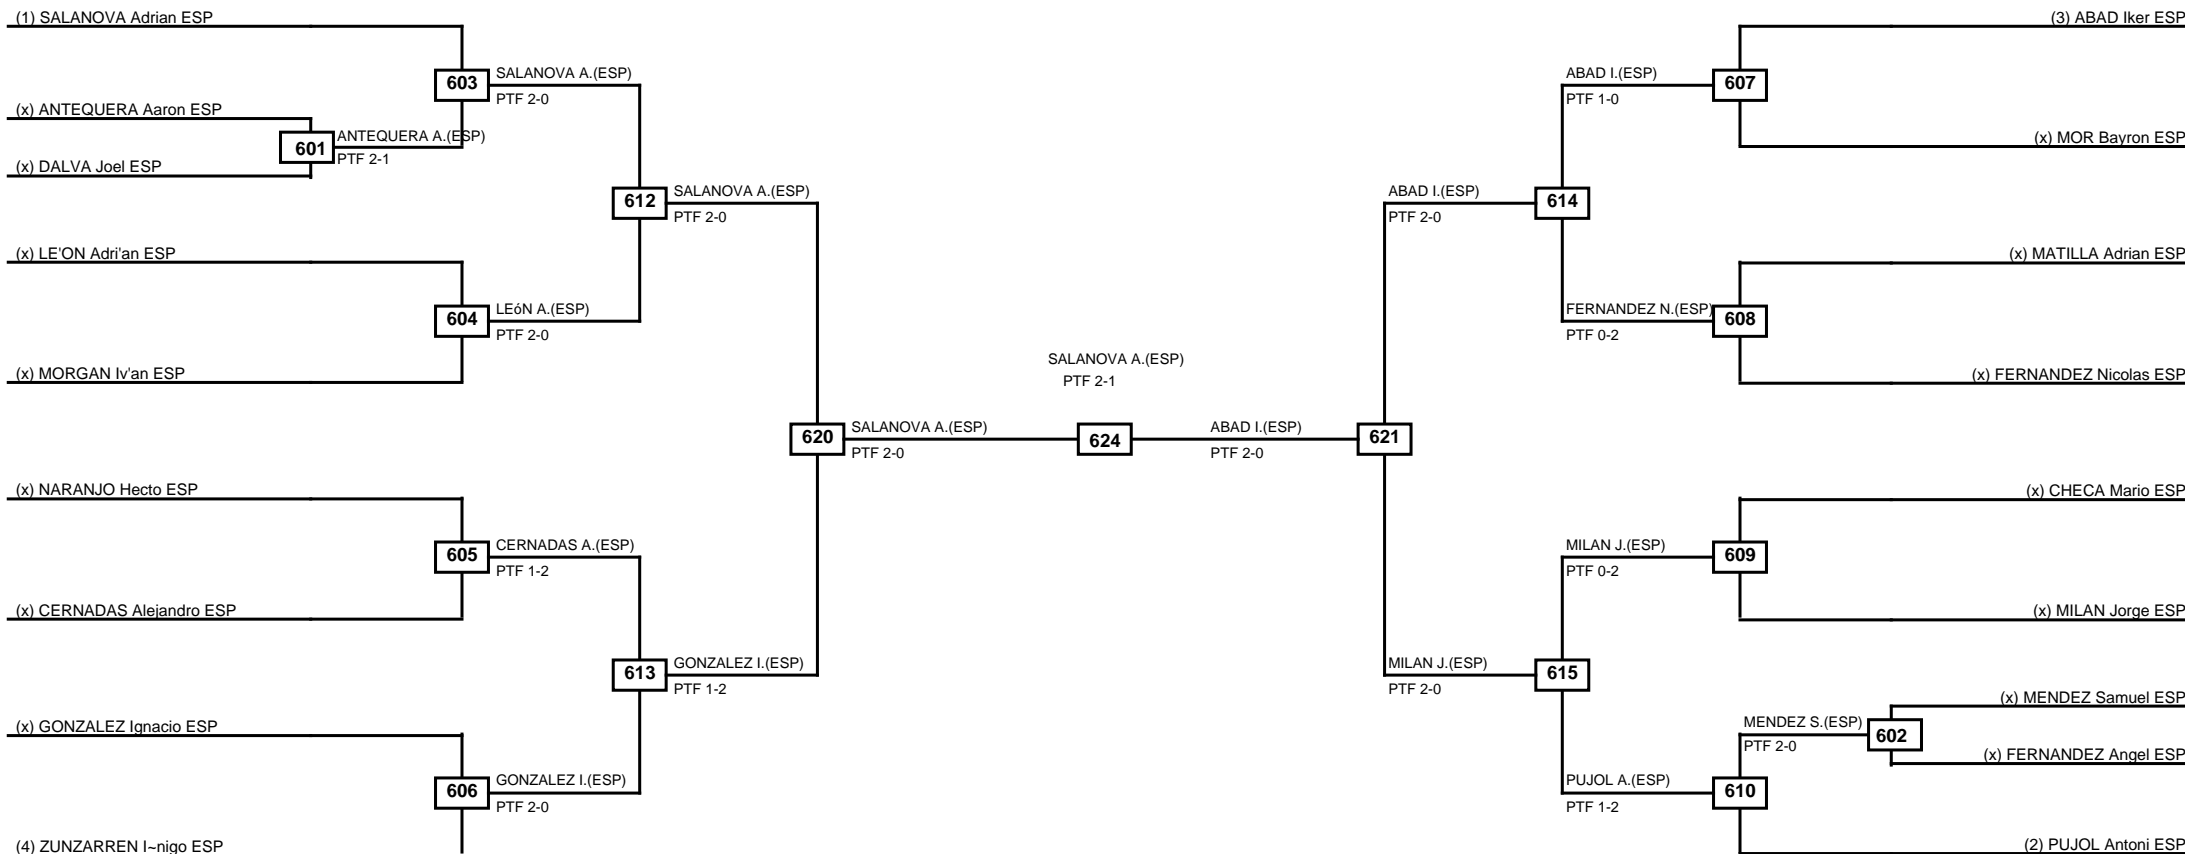 (1) SALANOVA Adrian ESP
603
SALANOVA A.(ESP)
PTF 2-0
(x) ANTEQUERA Aaron ESP
601
ANTEQUERA A.(ESP)
PTF 2-1
(x) DALVA Joel ESP
612
SALANOVA A.(ESP)
PTF 2-0
(x) LE'ON Adri'an ESP
604
LEóN A.(ESP)
PTF 2-0
(x) MORGAN Iv'an ESP
620
SALANOVA A.(ESP)
PTF 2-0
(x) NARANJO Hecto ESP
605
CERNADAS A.(ESP)
PTF 1-2
(x) CERNADAS Alejandro ESP
613
GONZALEZ I.(ESP)
PTF 1-2
(x) GONZALEZ Ignacio ESP
606
GONZALEZ I.(ESP)
PTF 2-0
(4) ZUNZARREN I~nigo ESP
SALANOVA A.(ESP)
PTF 2-1
624
ABAD I.(ESP)
PTF 2-0
621
(3) ABAD Iker ESP
ABAD I.(ESP)
PTF 1-0
607
(x) MOR Bayron ESP
ABAD I.(ESP)
PTF 2-0
614
(x) MATILLA Adrian ESP
FERNANDEZ N.(ESP)
PTF 0-2
608
(x) FERNANDEZ Nicolas ESP
(x) CHECA Mario ESP
MILAN J.(ESP)
PTF 0-2
609
(x) MILAN Jorge ESP
MILAN J.(ESP)
PTF 2-0
615
(x) MENDEZ Samuel ESP
MENDEZ S.(ESP)
PTF 2-0
602
(x) FERNANDEZ Angel ESP
PUJOL A.(ESP)
PTF 1-2
610
(2) PUJOL Antoni ESP